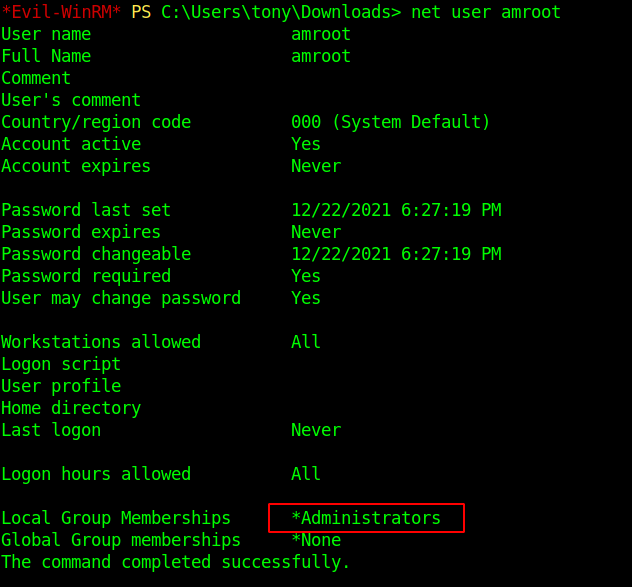 *Evil-WinRM* PS C:\Users\tony\Downloads> net user amroot
User name                    amroot
Full Name                    amroot
Comment
User's comment
Country/region code          000 (System Default)
Account active               Yes
Account expires              Never

Password last set            12/22/2021 6:27:19 PM
Password expires             Never
Password changeable          12/22/2021 6:27:19 PM
Password required            Yes
User may change password     Yes

Workstations allowed         All
Logon script
User profile
Home directory
Last logon                   Never

Logon hours allowed          All

Local Group Memberships      *Administrators
Global Group memberships     *None
The command completed successfully.